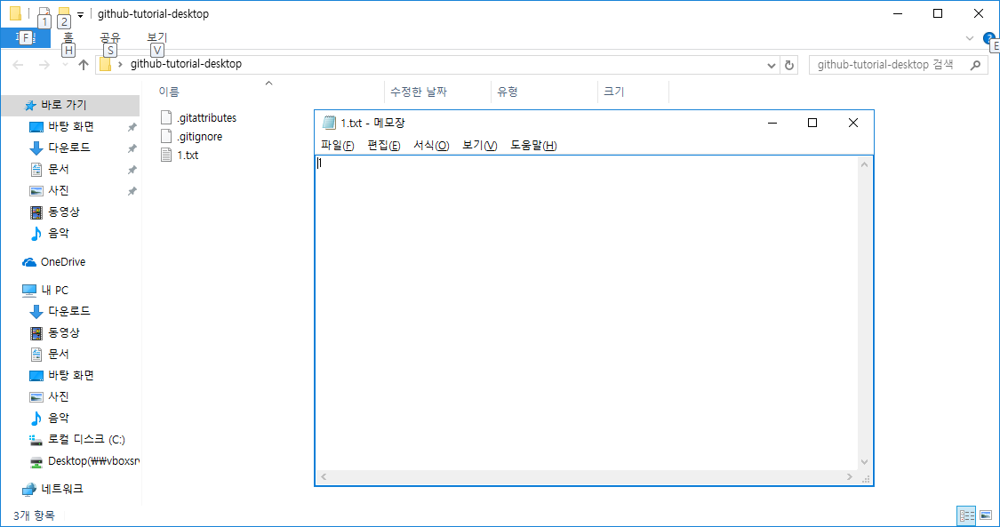 github-tutorial-desktop
1 2
F H S V E
홈 공유 보기
github-tutorial-desktop
github-tutorial-desktop 검색
이름 수정한 날짜 유형 크기
바로 가기
바탕 화면
다운로드
문서
사진
동영상
음악
OneDrive
내 PC
다운로드
동영상
문서
바탕 화면
사진
음악
로컬 디스크 (C:)
Desktop(₩₩vboxsr
네트워크
.gitattributes
.gitignore
1.txt
1.txt - 메모장
파일(F) 편집(E) 서식(O) 보기(V) 도움말(H)
1
3개 항목